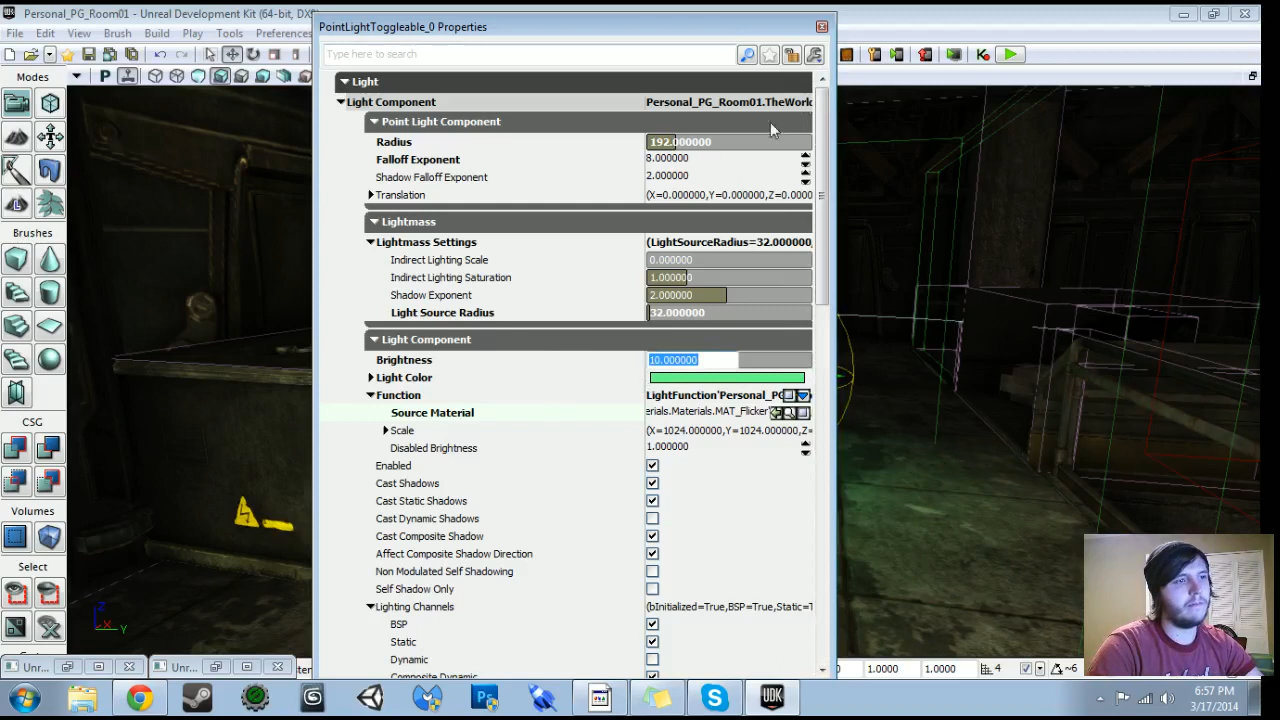 Personal_PG_Room01 - Unreal Development Kit (64-bit, DX
PointLightToggleable_0 Properties
File Edit View Brush Build Play Tools Preferences
Type here to search
Modes
Light
Light Component Personal_PG_Room01.TheWorld
Point Light Component
Radius 192.000000
Falloff Exponent 8.000000
Shadow Falloff Exponent 2.000000
Translation (X=0.000000,Y=0.000000,Z=0.0000
Lightmass
Brushes
Lightmass Settings (LightSourceRadius=32.000000,
Indirect Lighting Scale 0.000000
Indirect Lighting Saturation 1.000000
Shadow Exponent 2.000000
Light Source Radius 32.000000
Light Component
Brightness 10.000000
Light Color
Function LightFunction'Personal_PG
Source Material erials.Materials.MAT_Flicker'
CSG
Scale (X=1024.000000,Y=1024.000000,Z=
Disabled Brightness 1.000000
Enabled
Cast Shadows
Cast Static Shadows
Volumes
Cast Dynamic Shadows
Cast Composite Shadow
Affect Composite Shadow Direction
Select
Non Modulated Self Shadowing
Self Shadow Only
Lighting Channels (bInitialized=True,BSP=True,Static=T
BSP
Static
Dynamic
Unr... Unr... 1.0000 1.0000 4 ~6
6:57 PM
3/17/2014